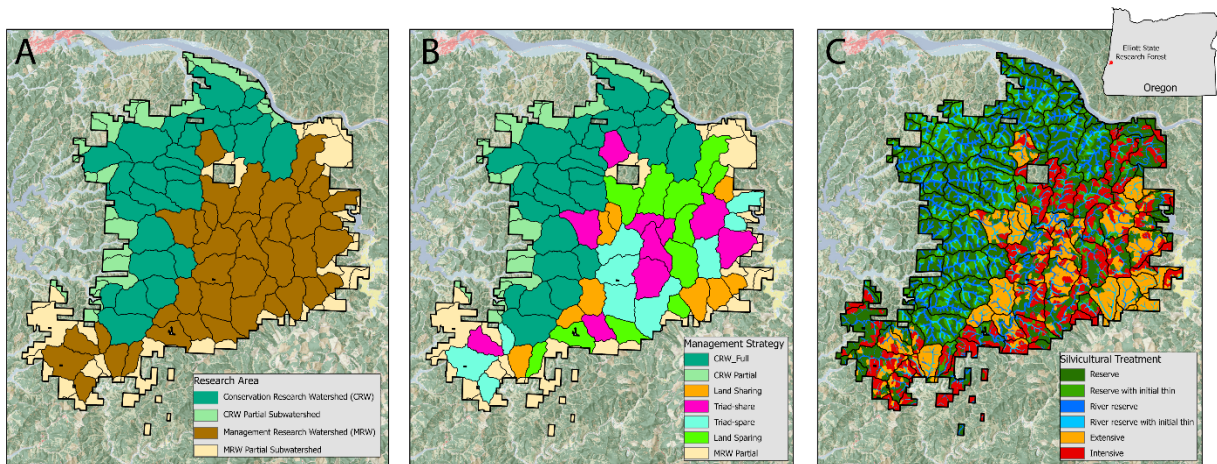 A
Research Area
Conservation Research Watershed (CRW)
CRW Partial Subwatershed
Management Research Watershed (MRW)
MRW Partial Subwatershed
B
Management Strategy
CRW_Full
CRW Partial
Land Sharing
Triad-share
Triad-spare
Land Sparing
MRW Partial
C
Elliott State
Research Forest
Oregon
Silvicultural Treatment
Reserve
Reserve with initial thin
River reserve
River reserve with initial thin
Extensive
Intensive